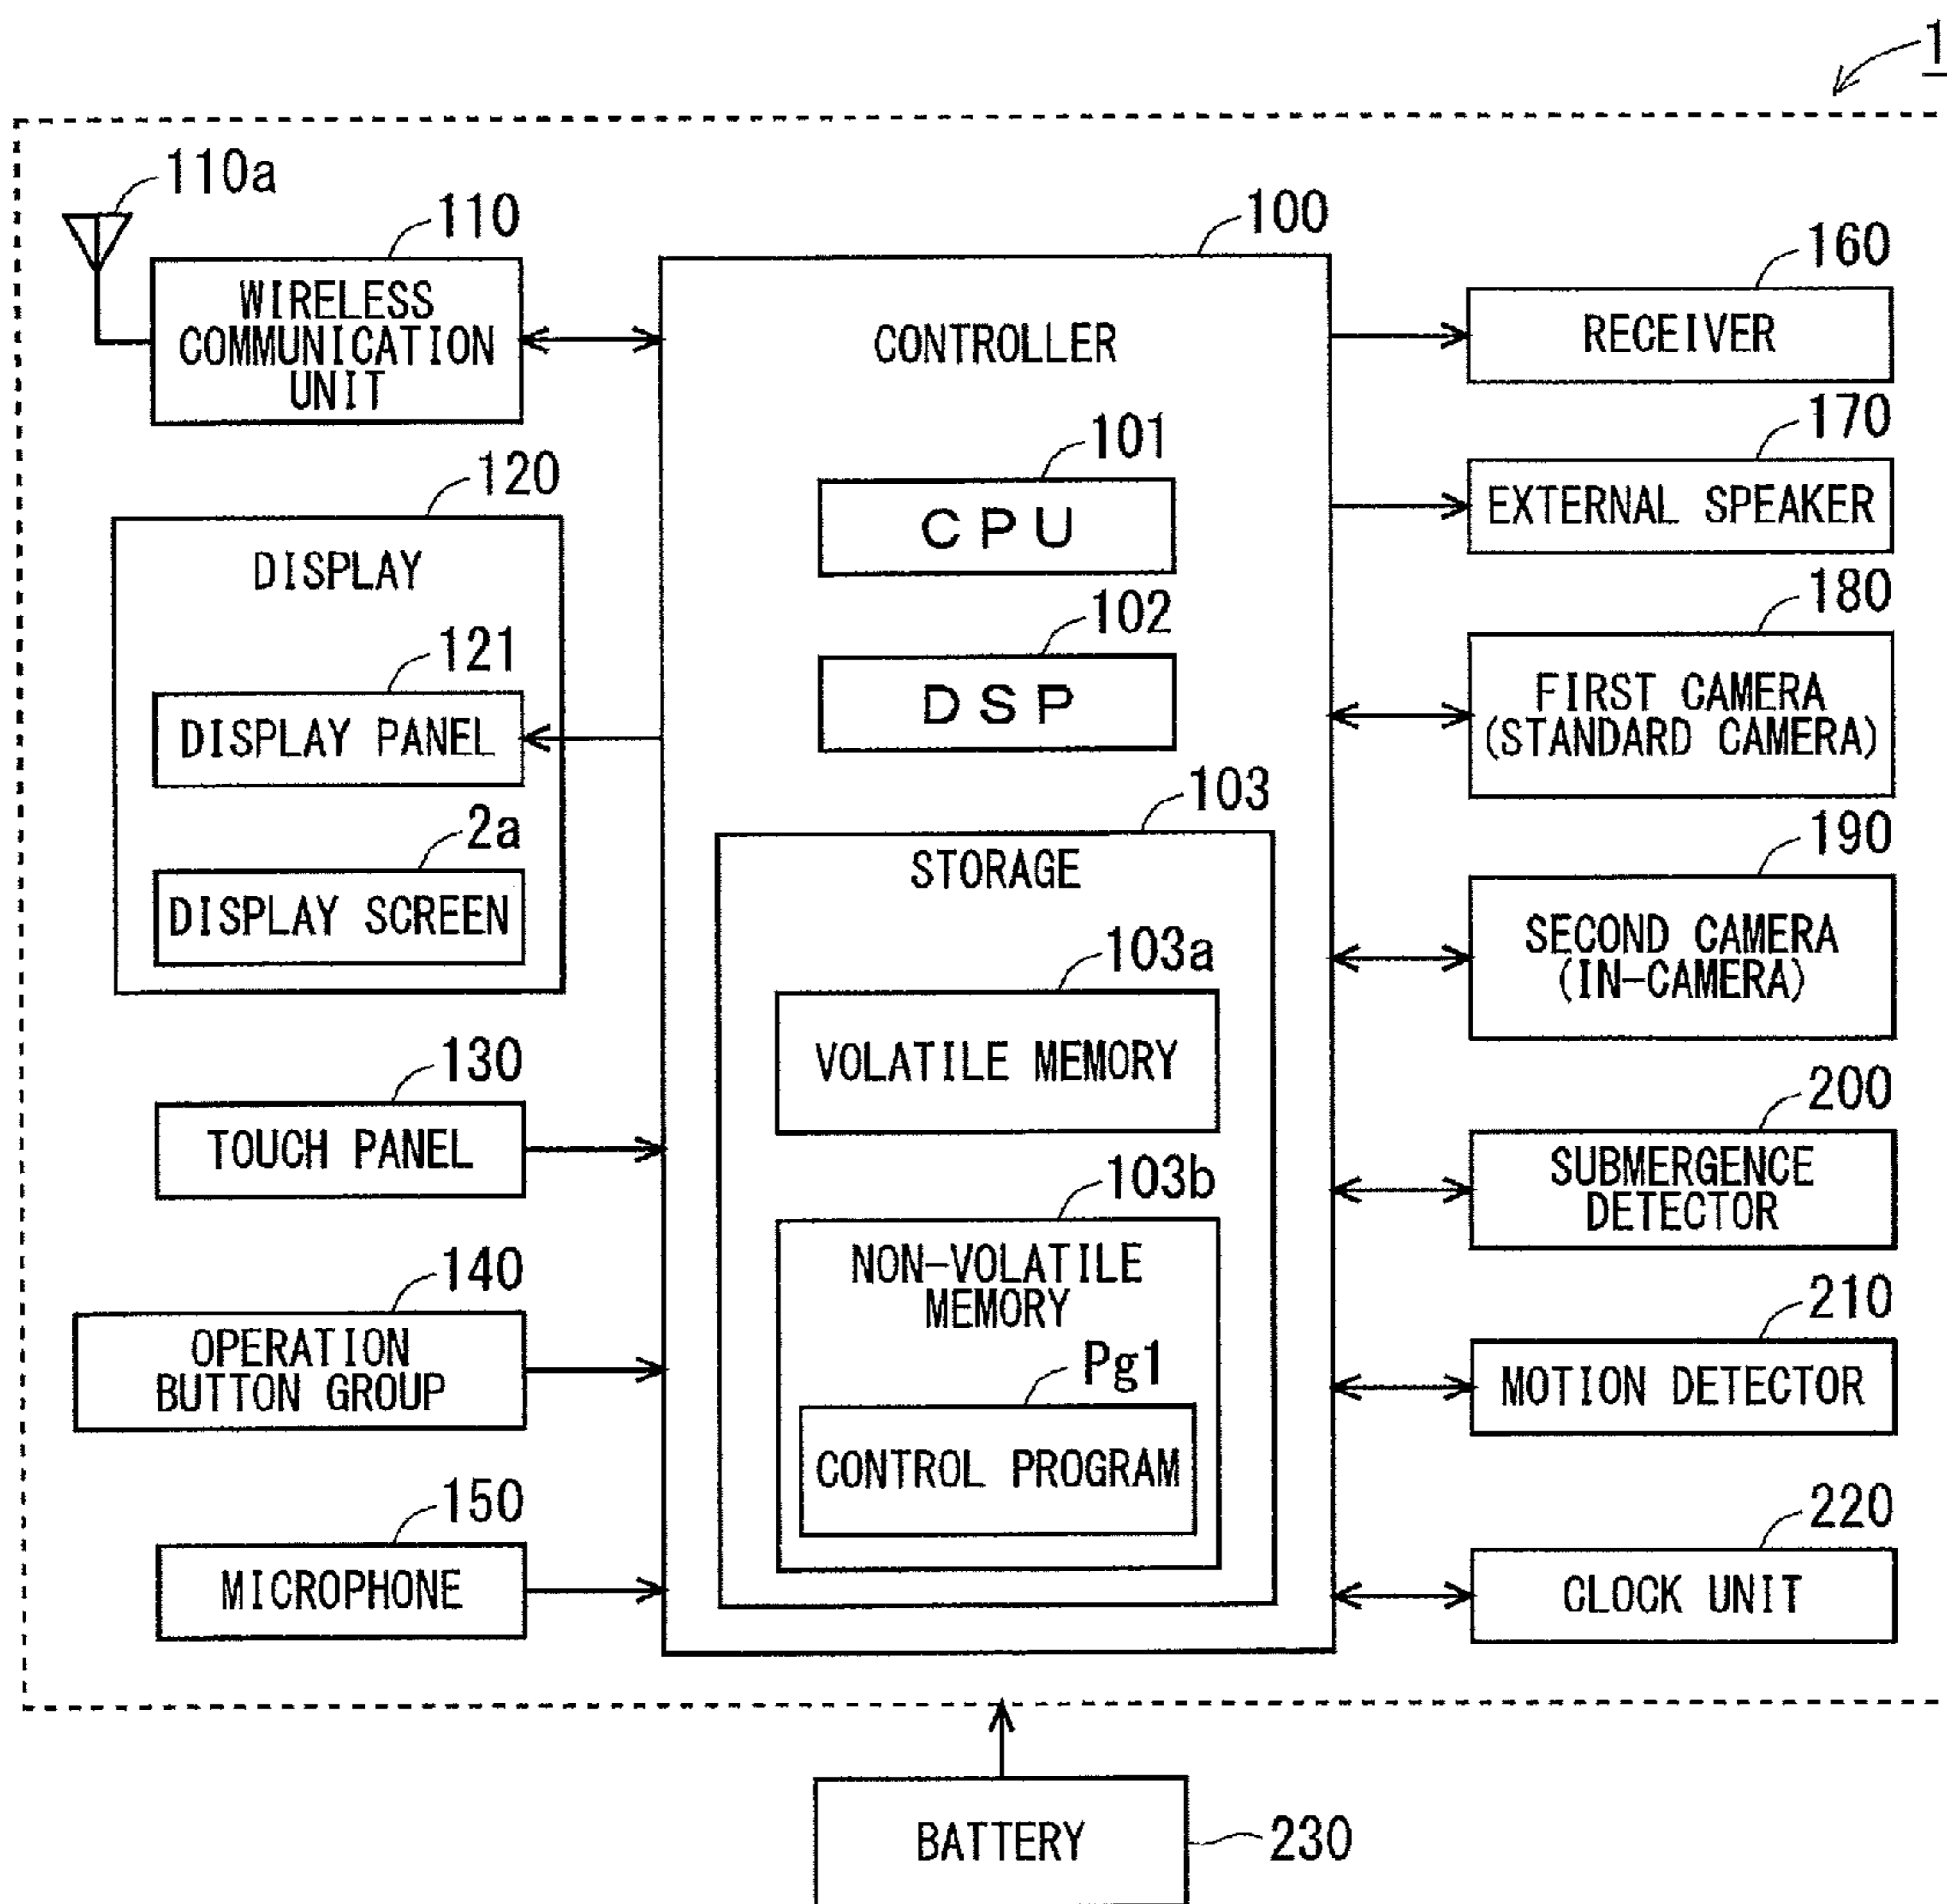 1
110a
110
WIRELESS
COMMUNICATION
UNIT
120
DISPLAY
121
DISPLAY PANEL
2a
DISPLAY SCREEN
130
TOUCH PANEL
140
OPERATION
BUTTON GROUP
150
MICROPHONE
100
CONTROLLER
101
CPU
102
DSP
103
STORAGE
103a
VOLATILE MEMORY
103b
NON-VOLATILE
MEMORY
Pg1
CONTROL PROGRAM
160
RECEIVER
170
EXTERNAL SPEAKER
180
FIRST CAMERA
(STANDARD CAMERA)
190
SECOND CAMERA
(IN-CAMERA)
200
SUBMERGENCE
DETECTOR
210
MOTION DETECTOR
220
CLOCK UNIT
BATTERY
230